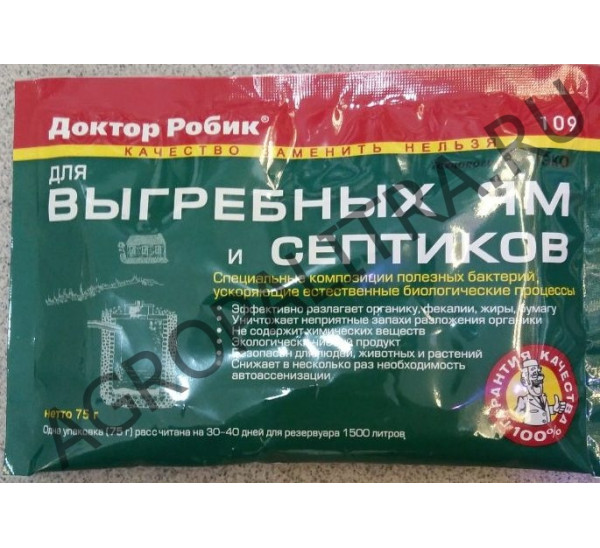 Доктор Робик®
109
КАЧЕСТВО ЗАМЕНИТЬ НЕЛЬЗЯ
ЭКО
для
ВЫГРЕБНЫХ ЯМ
и СЕПТИКОВ
Специальные композиции полезных бактерий,
ускоряющие естественные биологические процессы
Эффективно разлагает органику, фекалии, жиры, бумагу
Уничтожает неприятные запахи разложения органики
Не содержит химических веществ
Экологически чистый продукт
Безопасен для людей, животных и растений
Снижает в несколько раз необходимость
автоассенизации
ГАРАНТИЯ КАЧЕСТВА
100%
Нетто 75 г
Одна упаковка (75 г) рассчитана на 30-40 дней для резервуара 1500 литров.